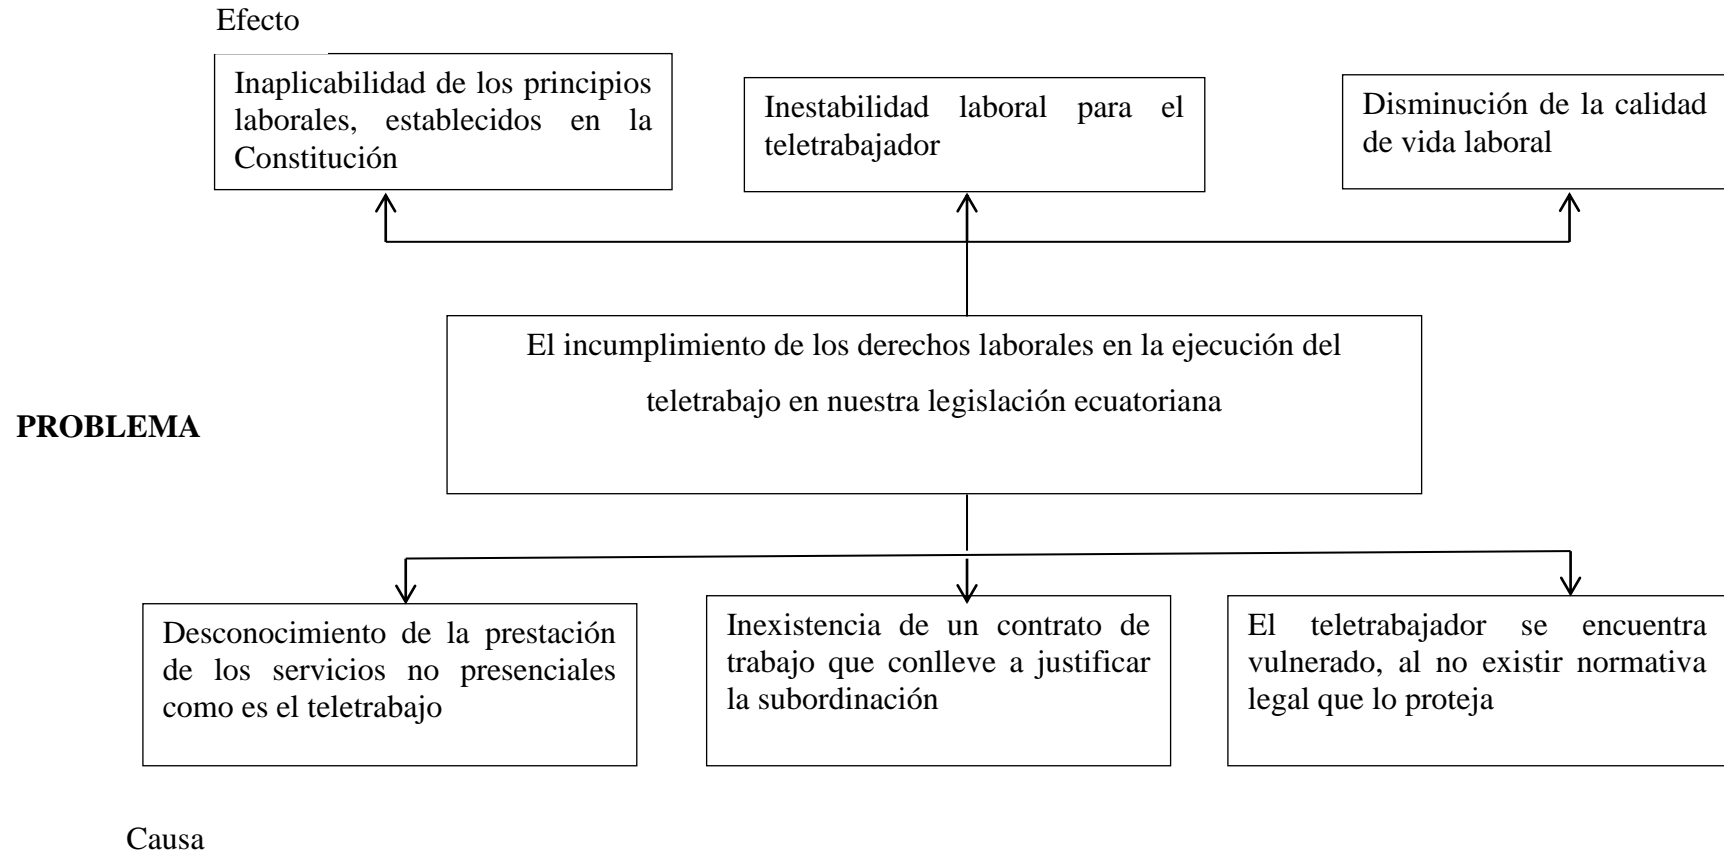 Efecto
Inaplicabilidad de los principios
laborales, establecidos en la
Constitución
Inestabilidad laboral para el
teletrabajador
Disminución de la calidad
de vida laboral
El incumplimiento de los derechos laborales en la ejecución del
teletrabajo en nuestra legislación ecuatoriana
PROBLEMA
Desconocimiento de la prestación
de los servicios no presenciales
como es el teletrabajo
Inexistencia de un contrato de
trabajo que conlleve a justificar
la subordinación
El teletrabajador se encuentra
vulnerado, al no existir normativa
legal que lo proteja
Causa